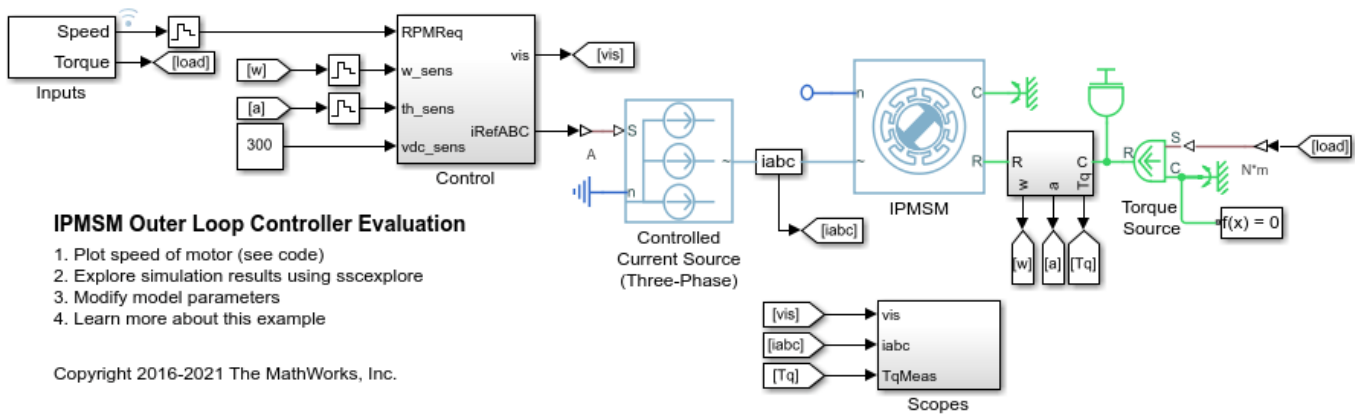 Speed
Torque
Inputs
[load]
[w]
[a]
300
RPMReq
w_sens
th_sens
vdc_sens
vis
iRefABC
Control
[vis]
A
S
n
~
Controlled
Current Source
(Three-Phase)
iabc
[iabc]
n
~
C
R
IPMSM
R
C
w
a
Tq
[w]
[a]
[Tq]
R
S
C
Torque
Source
N*m
[load]
f(x) = 0
IPMSM Outer Loop Controller Evaluation
1. Plot speed of motor (see code)
2. Explore simulation results using sscexplore
3. Modify model parameters
4. Learn more about this example
Copyright 2016-2021 The MathWorks, Inc.
[vis]
[iabc]
[Tq]
vis
iabc
TqMeas
Scopes